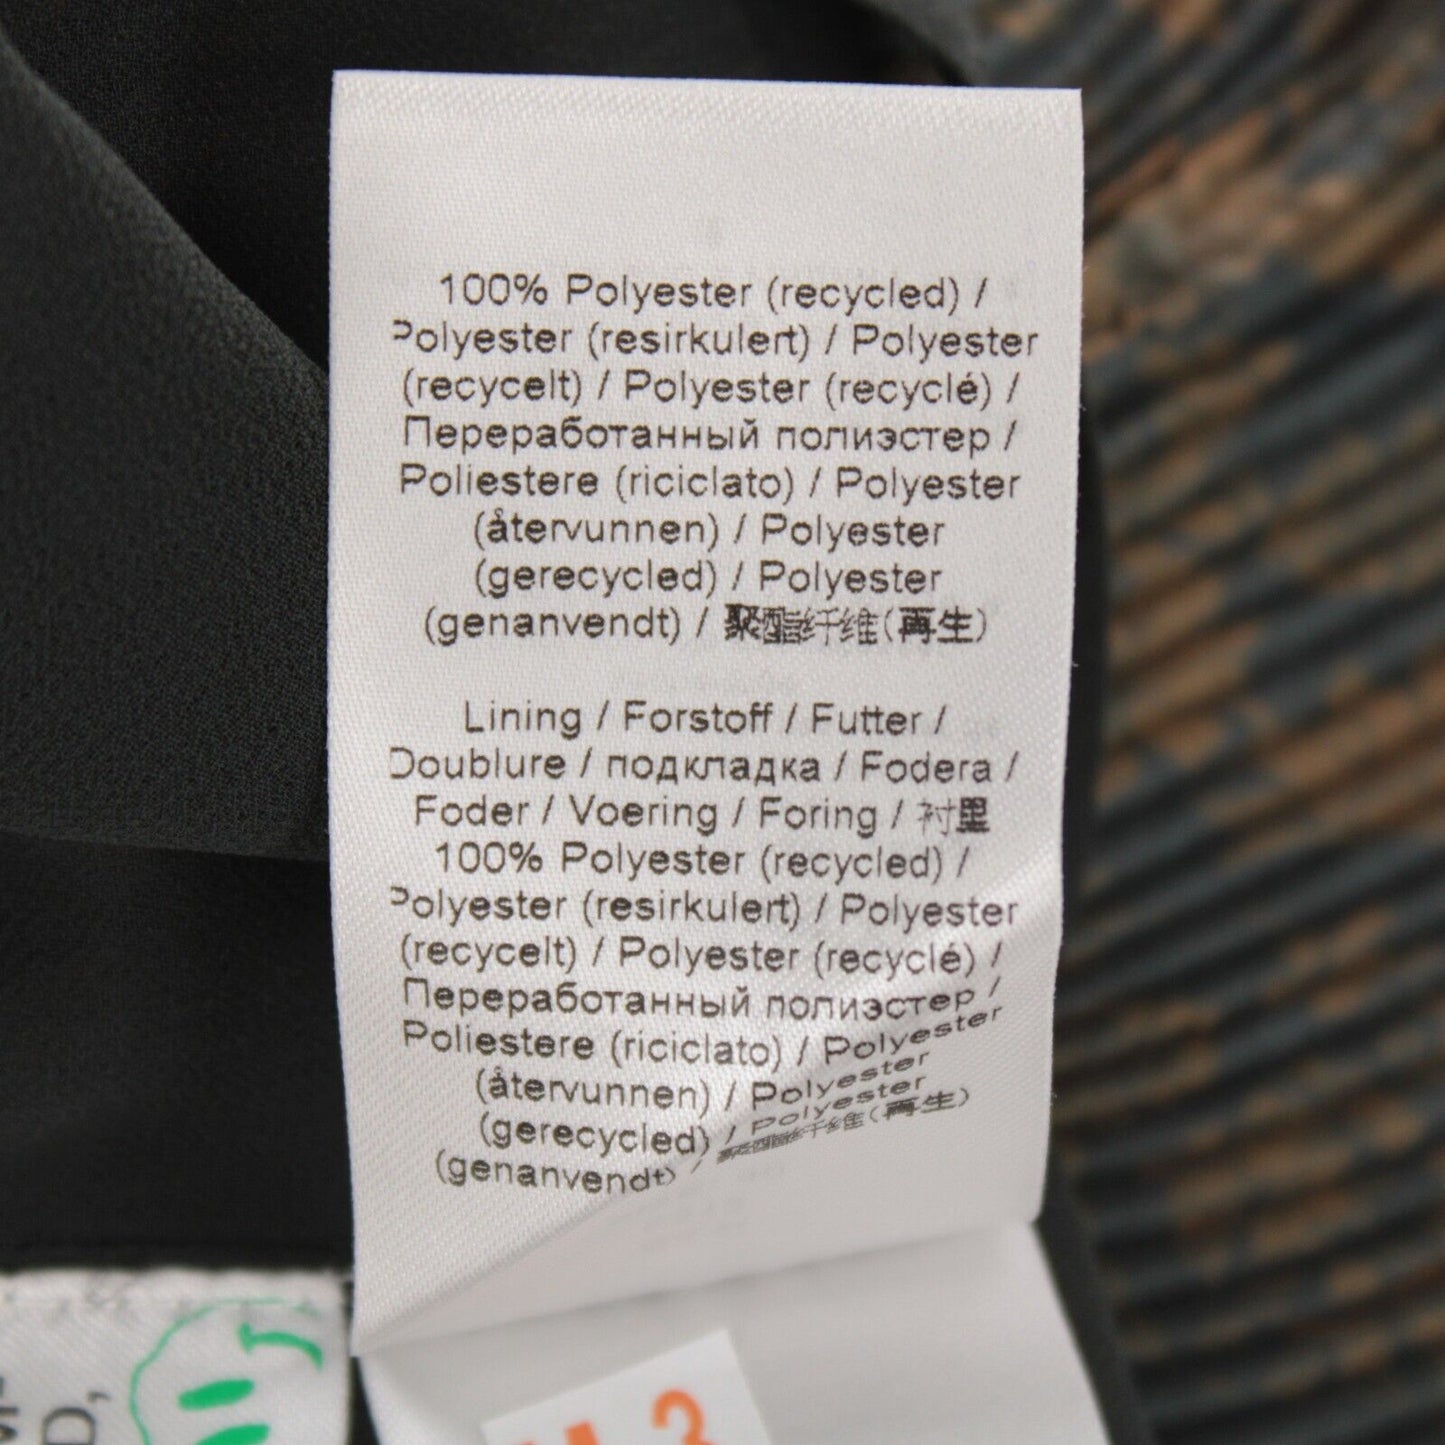 100% Polyester (recycled) /
Polyester (resirkulert) / Polyester
(recycelt) / Polyester (recyclé) /
Переработанный полиэстер /
Poliestere (riciclato) / Polyester
(återvunnen) / Polyester
(gerecycled) / Polyester
(genanvendt) / 聚酯纤维(再生)
Lining / Forstoff / Futter /
Doublure / подкладка / Fodera /
Foder / Voering / Foring / 衬里
100% Polyester (recycled) /
Polyester (resirkulert) / Polyester
(recycelt) / Polyester (recyclé) /
Переработанный полиэстер /
Poliestere (riciclato) / Polyester
(återvunnen) / Polyester
(gerecycled) / Polyester
(genanvendt) / 聚酯纤维(再生)